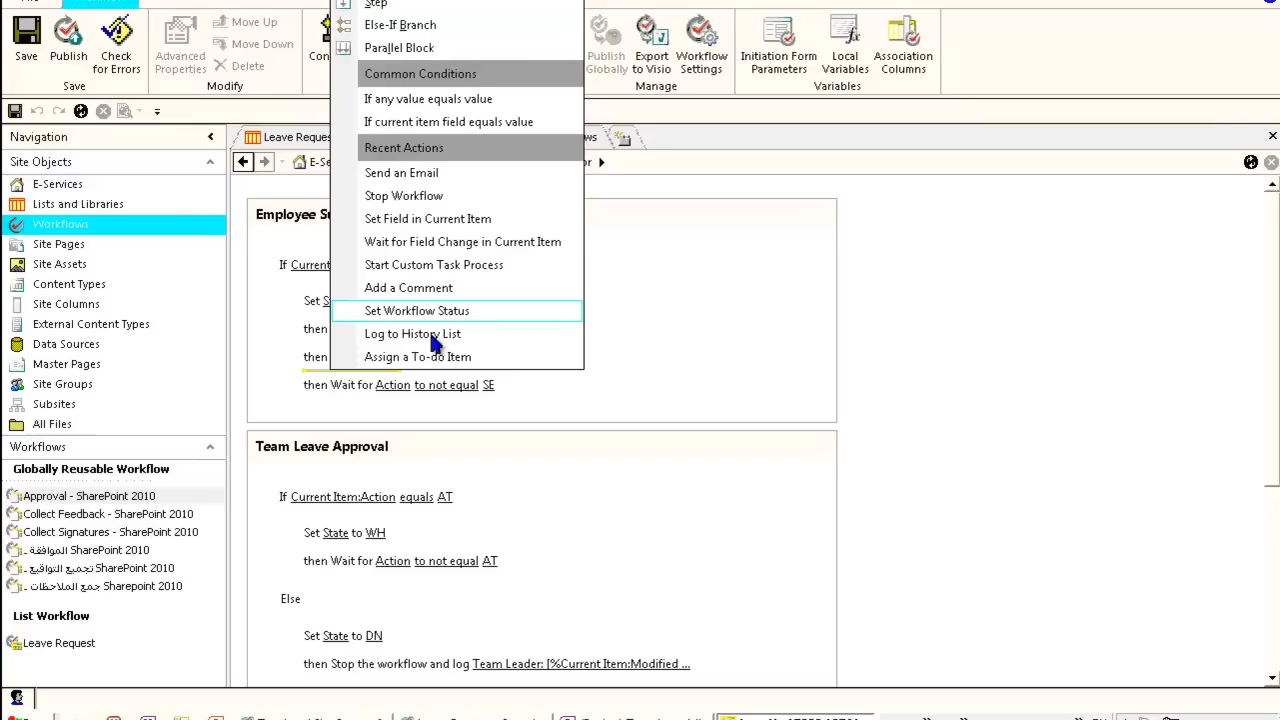 Step
Else-If Branch
Parallel Block
Common Conditions
If any value equals value
If current item field equals value
Recent Actions
Send an Email
Stop Workflow
Set Field in Current Item
Wait for Field Change in Current Item
Start Custom Task Process
Add a Comment
Set Workflow Status
Log to History List
Assign a To-do Item
Save
Publish
Check for Errors
Save
Advanced Properties
Move Up
Move Down
Delete
Modify
Publish Globally
Export to Visio
Workflow Settings
Manage
Initiation Form Parameters
Local Variables
Association Columns
Variables
Navigation
Site Objects
E-Services
Lists and Libraries
Workflows
Site Pages
Site Assets
Content Types
Site Columns
External Content Types
Data Sources
Master Pages
Site Groups
Subsites
All Files
Workflows
Globally Reusable Workflow
Approval - SharePoint 2010
Collect Feedback - SharePoint 2010
Collect Signatures - SharePoint 2010
الموافقة ـ SharePoint 2010
تجميع التواقيع ـ SharePoint 2010
جمع الملاحظات ـ Sharepoint 2010
List Workflow
Leave Request
Leave
If
Set
then
then
then Wait for Action to not equal SE
Team Leave Approval
If Current Item:Action equals AT
Set State to WH
then Wait for Action to not equal AT
Else
Set State to DN
then Stop the workflow and log Team Leader: [%Current Item:Modified ...